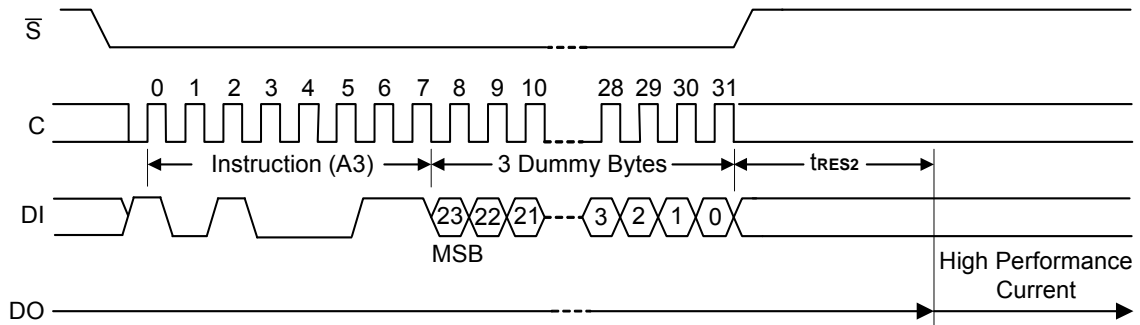 S
0 1 2 3 4 5 6 7 8 9 10 28 29 30 31
C
Instruction (A3) 3 Dummy Bytes tRES2
DI 23 22 21 3 2 1 0
MSB
High Performance
Current
DO